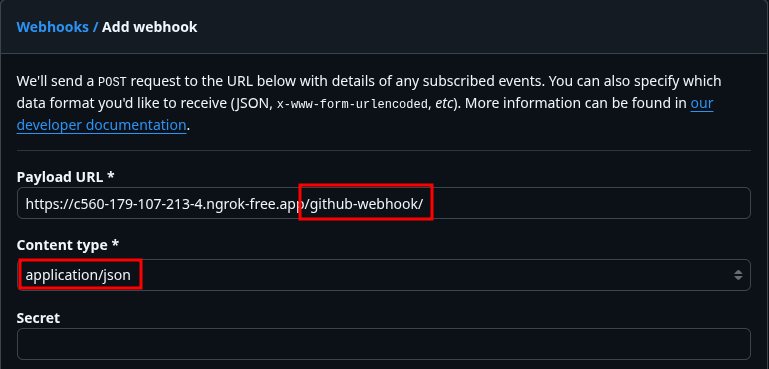 Webhooks / Add webhook
We'll send a POST request to the URL below with details of any subscribed events. You can also specify which
data format you'd like to receive (JSON, x-www-form-urlencoded, etc). More information can be found in our
developer documentation.
Payload URL *
https://c560-179-107-213-4.ngrok-free.app/github-webhook/
Content type *
application/json
Secret